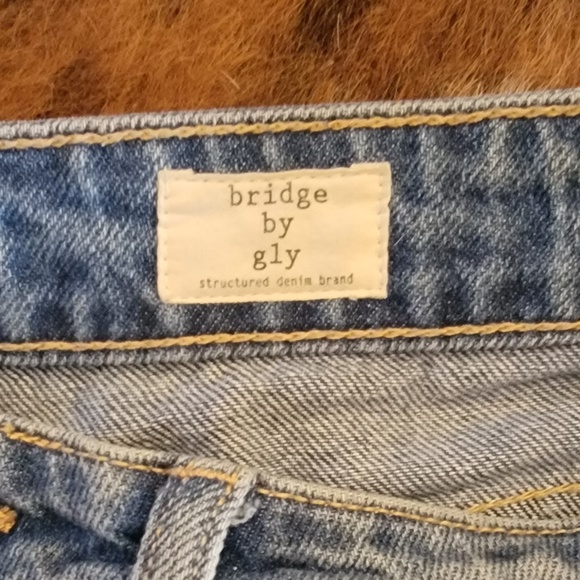 bridge
by
gly
structured denim brand